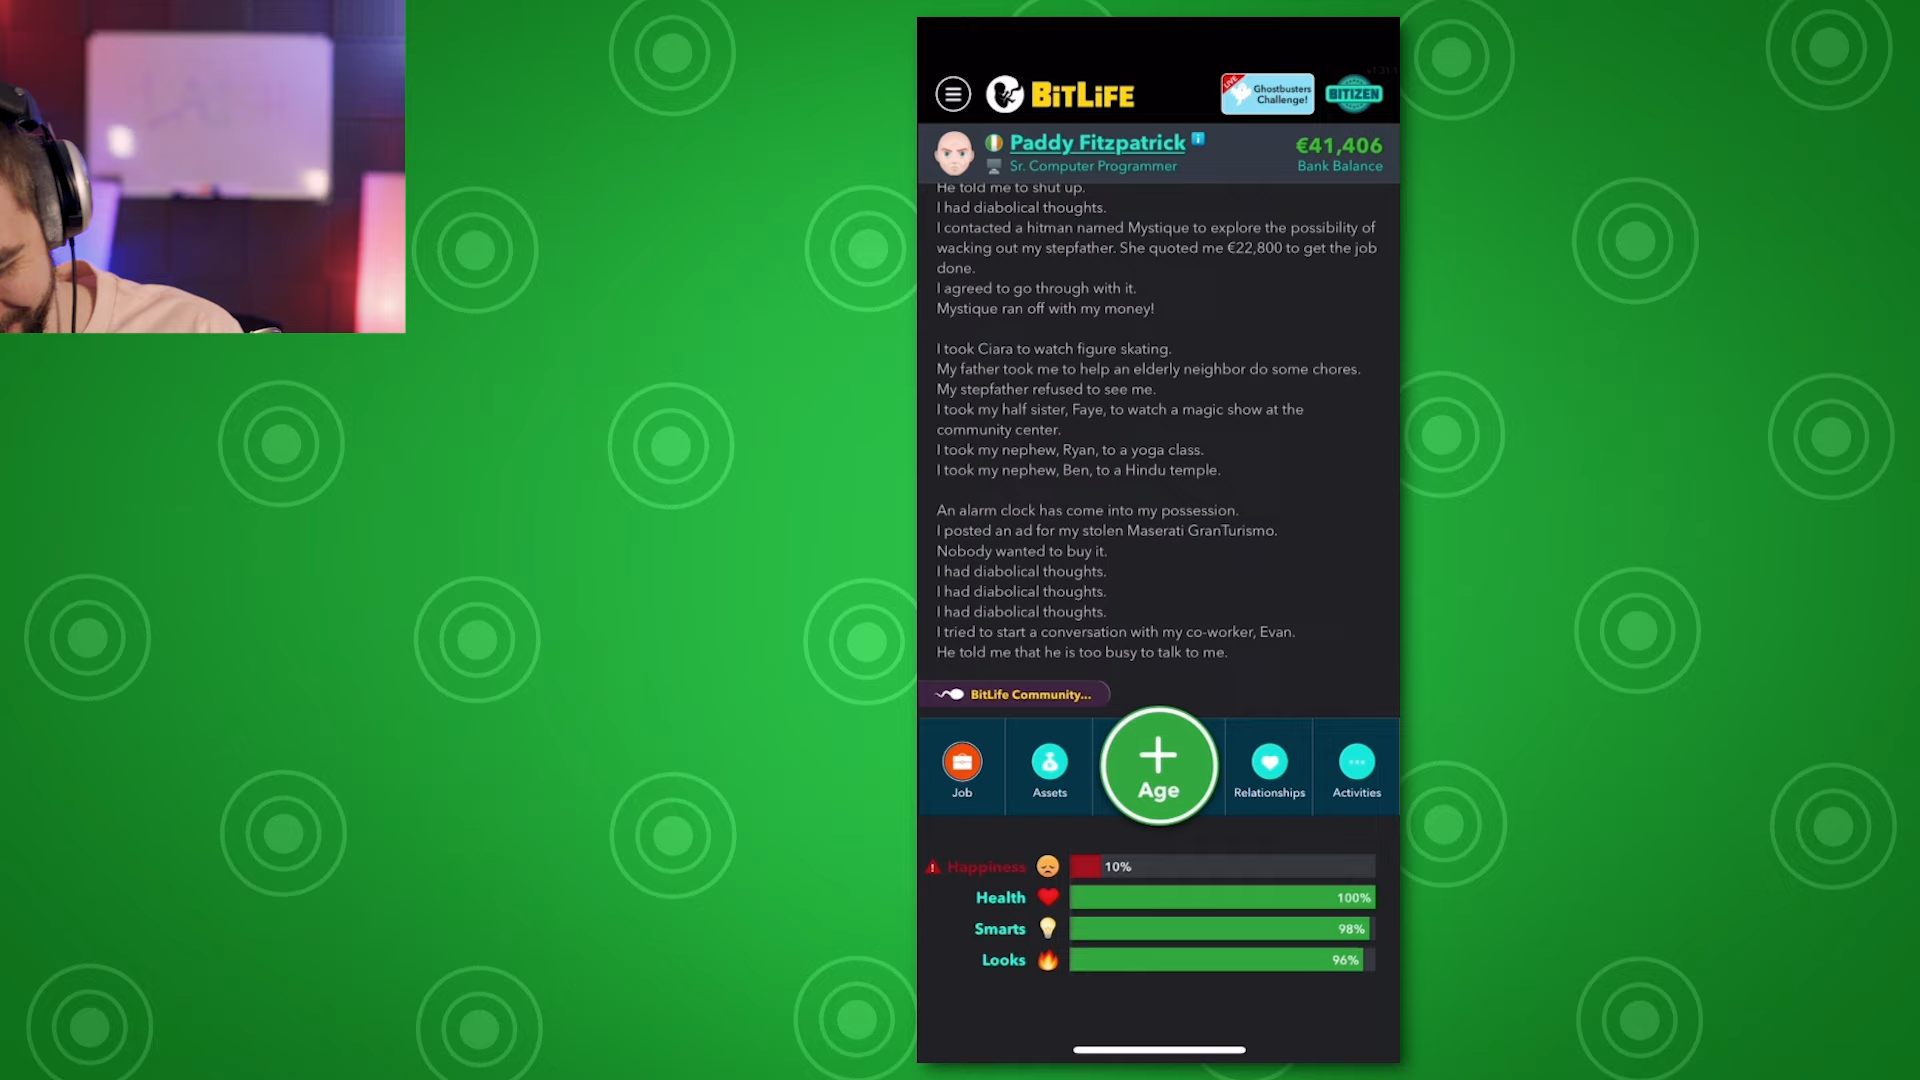 v1.31.1
LIVE
Ghostbusters
Challenge!
BITIZEN
BitLife
Paddy Fitzpatrick
€41,406
Sr. Computer Programmer
Bank Balance
He told me to shut up.
I had diabolical thoughts.
I contacted a hitman named Mystique to explore the possibility of
wacking out my stepfather. She quoted me €22,800 to get the job
done.
I agreed to go through with it.
Mystique ran off with my money!
I took Ciara to watch figure skating.
My father took me to help an elderly neighbor do some chores.
My stepfather refused to see me.
I took my half sister, Faye, to watch a magic show at the
community center.
I took my nephew, Ryan, to a yoga class.
I took my nephew, Ben, to a Hindu temple.
An alarm clock has come into my possession.
I posted an ad for my stolen Maserati GranTurismo.
Nobody wanted to buy it.
I had diabolical thoughts.
I had diabolical thoughts.
I had diabolical thoughts.
I tried to start a conversation with my co-worker, Evan.
He told me that he is too busy to talk to me.
BitLife Community...
Job
Assets
Age
Relationships
Activities
Happiness
10%
Health
100%
Smarts
98%
Looks
96%